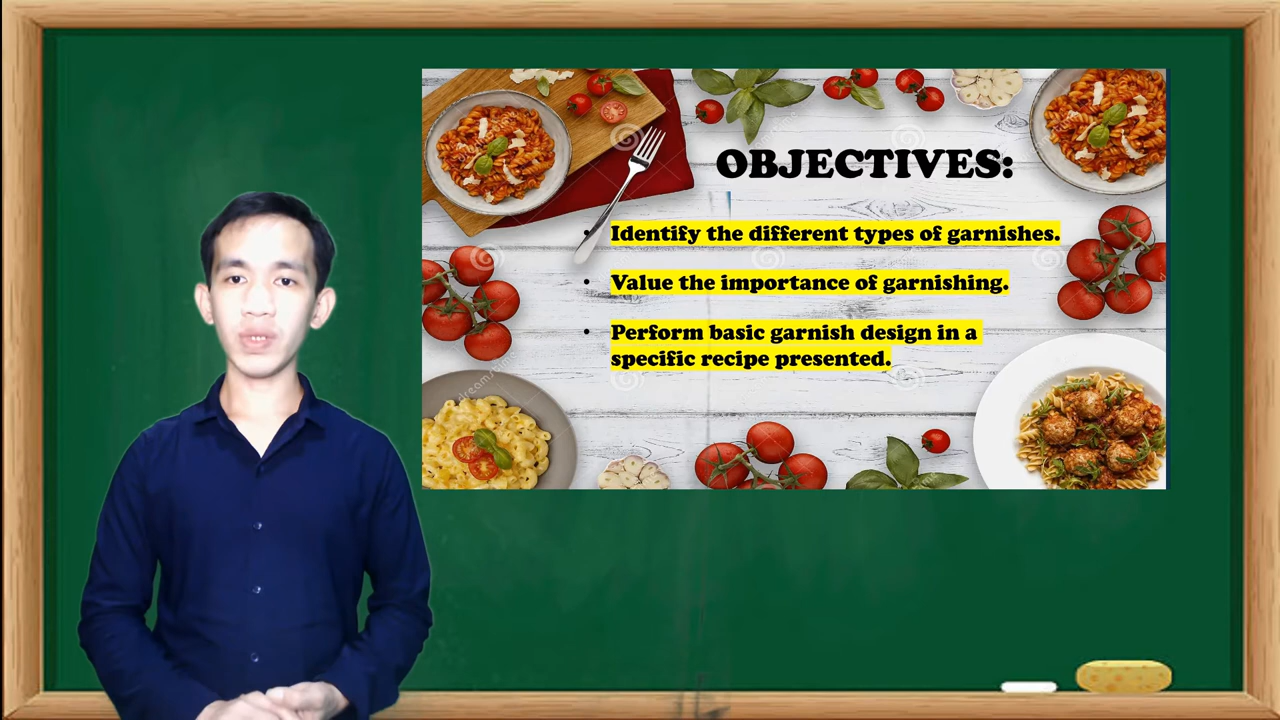 OBJECTIVES:
• Identify the different types of garnishes.
• Value the importance of garnishing.
• Perform basic garnish design in a
specific recipe presented.